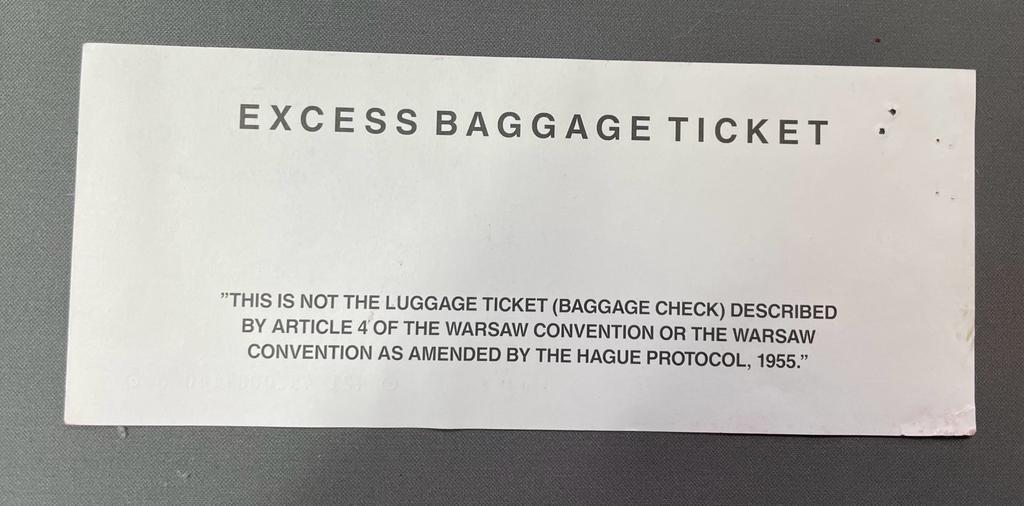 EXCESS BAGGAGE TICKET
”THIS IS NOT THE LUGGAGE TICKET (BAGGAGE CHECK) DESCRIBED
BY ARTICLE 4 OF THE WARSAW CONVENTION OR THE WARSAW
CONVENTION AS AMENDED BY THE HAGUE PROTOCOL, 1955.”